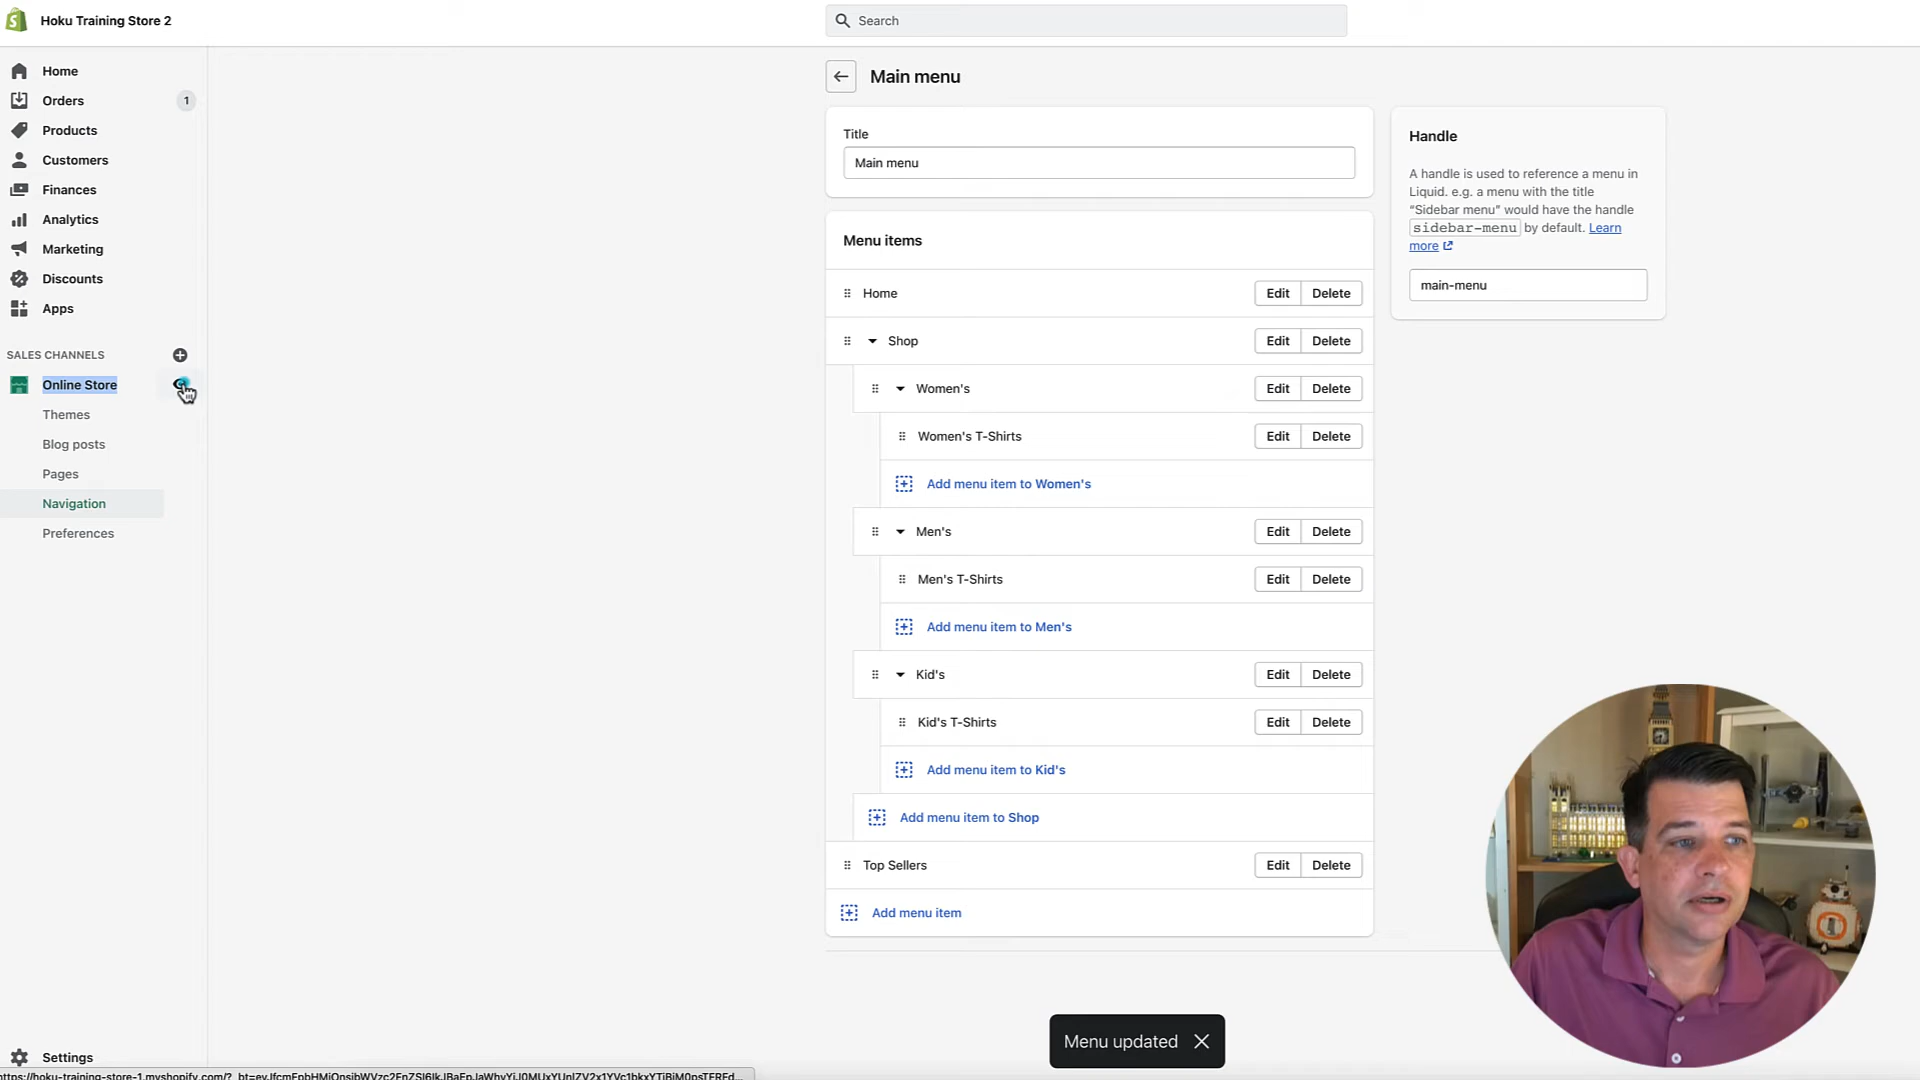 Hoku Training Store 2
Search
Home
Orders
1
Products
Customers
Finances
Analytics
Marketing
Discounts
Apps
SALES CHANNELS
Online Store
Themes
Blog posts
Pages
Navigation
Preferences
Settings
Main menu
Title
Main menu
Menu items
Home
Edit
Delete
Shop
Edit
Delete
Women's
Edit
Delete
Women's T-Shirts
Edit
Delete
Add menu item to Women's
Men's
Edit
Delete
Men's T-Shirts
Edit
Delete
Add menu item to Men's
Kid's
Edit
Delete
Kid's T-Shirts
Edit
Delete
Add menu item to Kid's
Add menu item to Shop
Top Sellers
Edit
Delete
Add menu item
Handle
A handle is used to reference a menu in
Liquid. e.g. a menu with the title
“Sidebar menu” would have the handle
sidebar-menu by default. Learn
more
main-menu
Menu updated